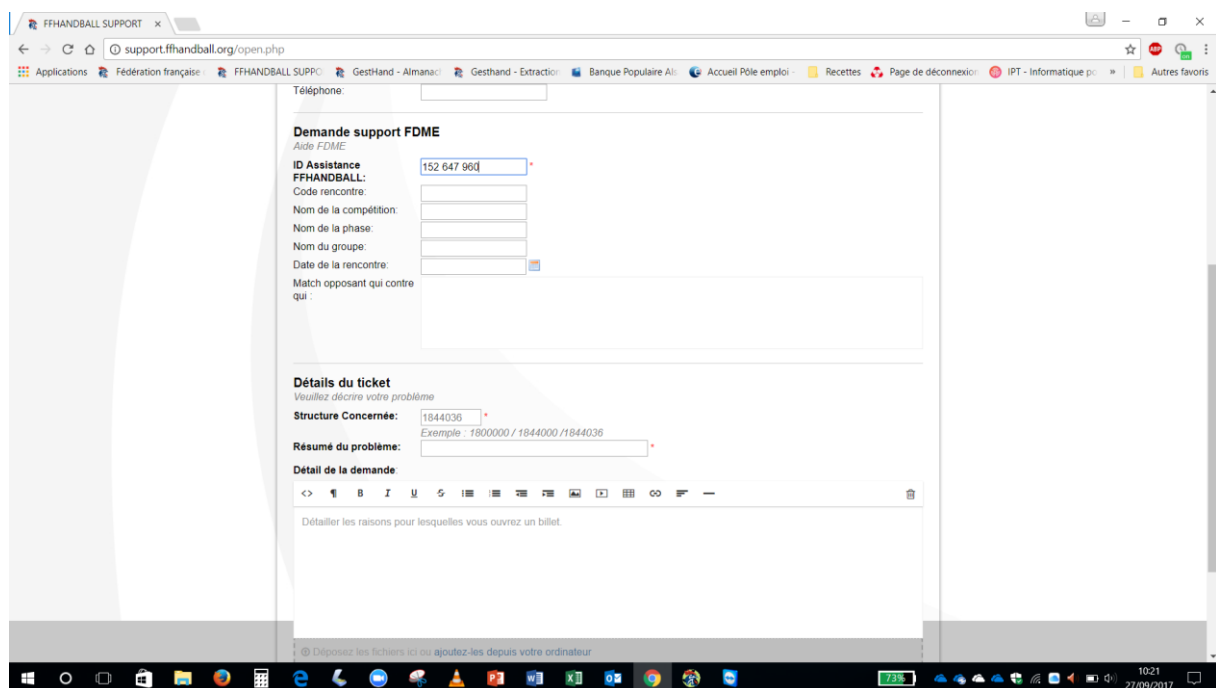 FFHANDBALL SUPPORT
support.ffhandball.org/open.php
Applications Fédération française FFHANDBALL SUPPO GestHand - Almanach Gesthand - Extraction Banque Populaire Als Accueil Pôle emploi - Recettes Page de déconnexion IPT - Informatique po » Autres favoris
Téléphone:
Demande support FDME
Aide FDME
ID Assistance
FFHANDBALL: 152 647 960 *
Code rencontre:
Nom de la compétition:
Nom de la phase:
Nom du groupe:
Date de la rencontre:
Match opposant qui contre
qui :
Détails du ticket
Veuillez décrire votre problème
Structure Concernée: 1844036 *
Exemple : 1800000 / 1844000 /1844036
Résumé du problème: *
Détail de la demande:
Détailler les raisons pour lesquelles vous ouvrez un billet.
Déposez les fichiers ici ou ajoutez-les depuis votre ordinateur
73% 10:21
27/09/2017